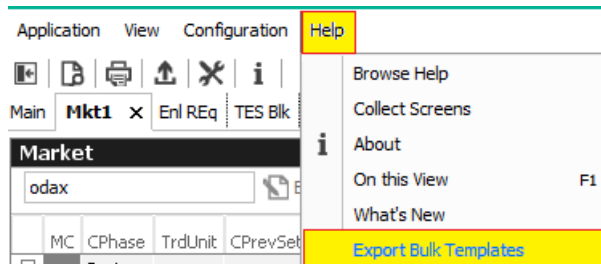 Application View Configuration Help
Browse Help
Main Mkt1 X Enl REq TES Blk
Collect Screens
Market
About
odax
On this View F1
What's New
MC CPhase TrdUnit CPrevSet
Export Bulk Templates